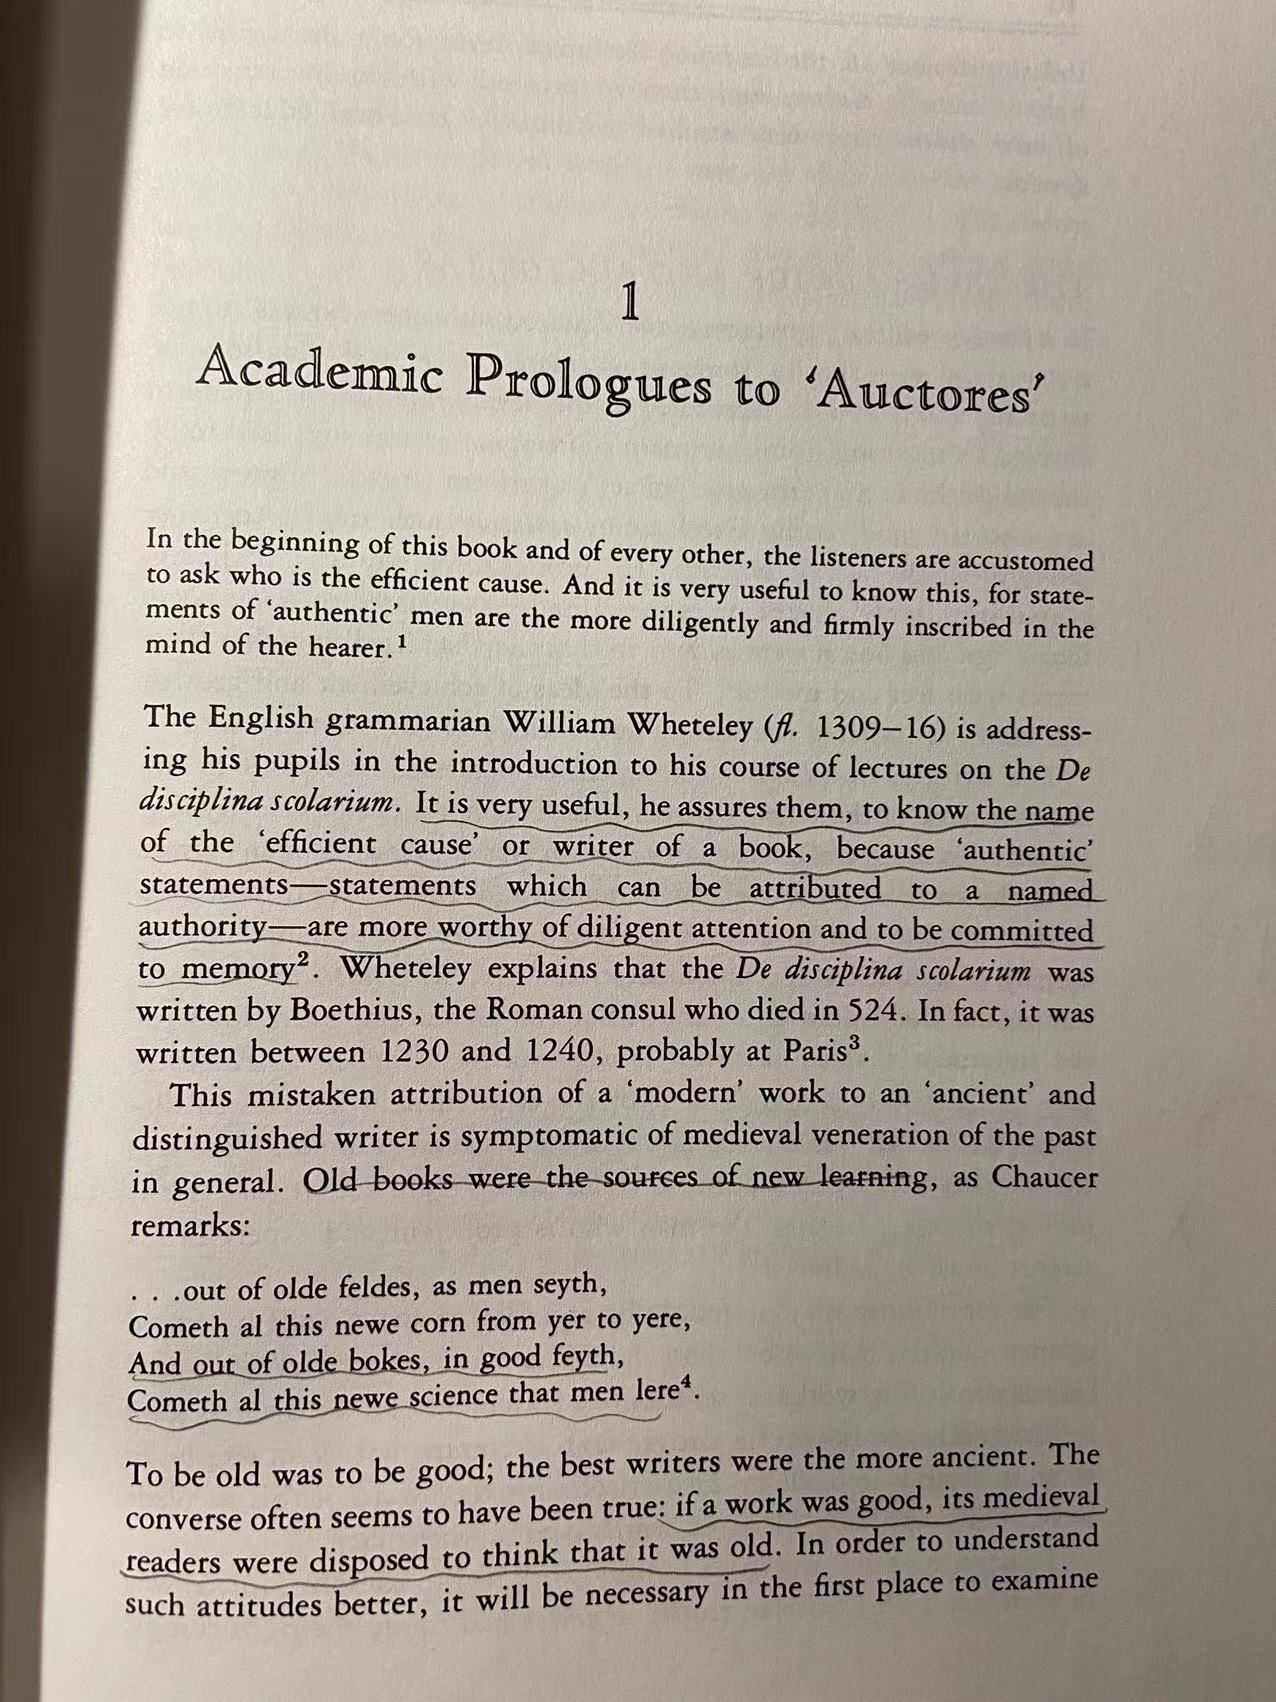 1
Academic Prologues to ‘Auctores’
In the beginning of this book and of every other, the listeners are accustomed
to ask who is the efficient cause. And it is very useful to know this, for state-
ments of ‘authentic’ men are the more diligently and firmly inscribed in the
mind of the hearer.¹
The English grammarian William Wheteley (fl. 1309–16) is address-
ing his pupils in the introduction to his course of lectures on the De
disciplina scolarium. It is very useful, he assures them, to know the name
of the ‘efficient cause’ or writer of a book, because ‘authentic’
statements—statements which can be attributed to a named
authority—are more worthy of diligent attention and to be committed
to memory². Wheteley explains that the De disciplina scolarium was
written by Boethius, the Roman consul who died in 524. In fact, it was
written between 1230 and 1240, probably at Paris³.
This mistaken attribution of a ‘modern’ work to an ‘ancient’ and
distinguished writer is symptomatic of medieval veneration of the past
in general. Old books were the sources of new learning, as Chaucer
remarks:
. . .out of olde feldes, as men seyth,
Cometh al this newe corn from yer to yere,
And out of olde bokes, in good feyth,
Cometh al this newe science that men lere⁴.
To be old was to be good; the best writers were the more ancient. The
converse often seems to have been true: if a work was good, its medieval
readers were disposed to think that it was old. In order to understand
such attitudes better, it will be necessary in the first place to examine